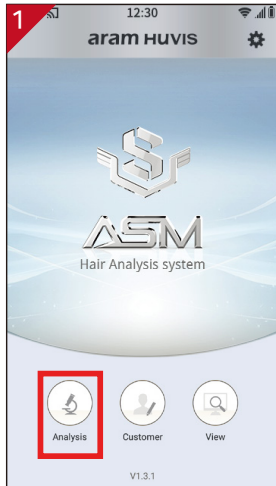 1
12:30
aram HUVIS
ASM
Hair Analysis system
Analysis Customer View
V1.3.1